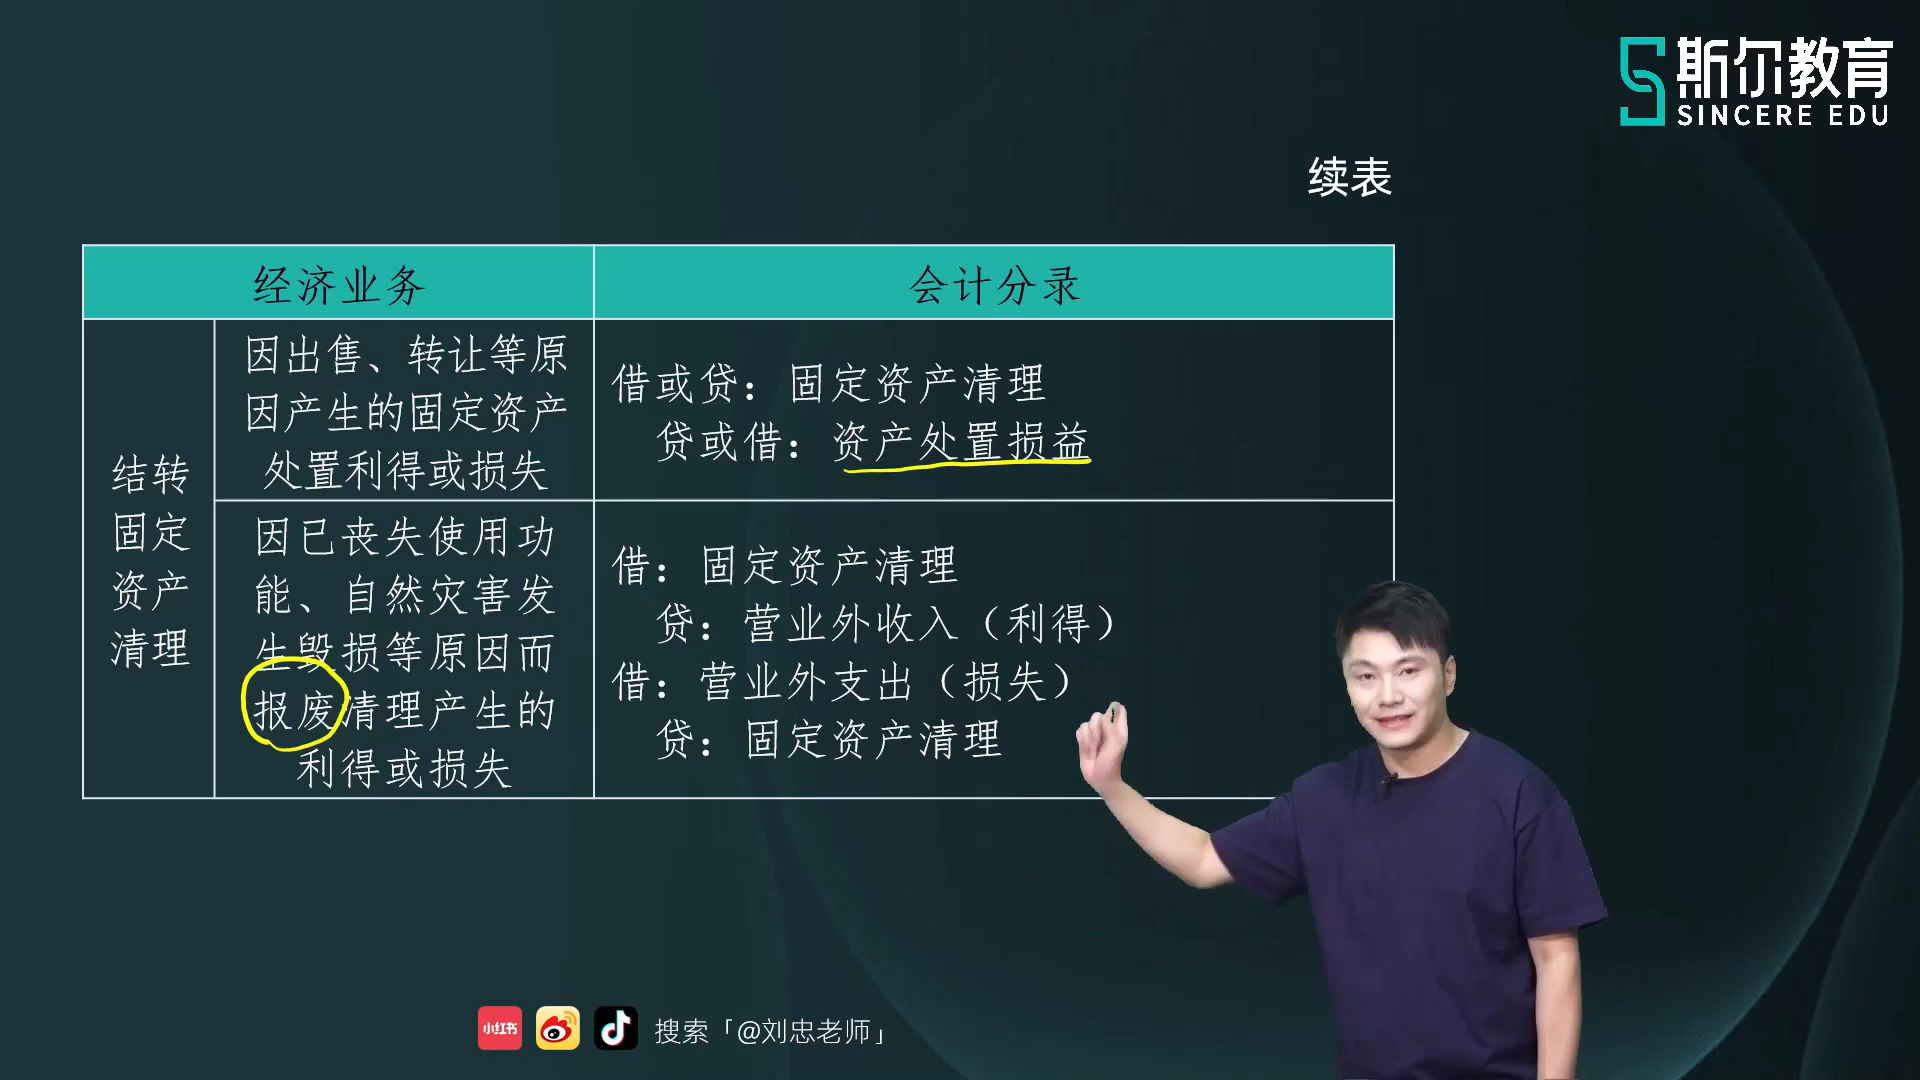 斯尔教育
SINCERE EDU
续表
经济业务
会计分录
结转
固定
资产
清理
因出售、转让等原
因产生的固定资产
处置利得或损失
借或贷：固定资产清理
贷或借：资产处置损益
因已丧失使用功
能、自然灾害发
生毁损等原因而
报废清理产生的
利得或损失
借：固定资产清理
贷：营业外收入（利得）
借：营业外支出（损失）
贷：固定资产清理
小红书
搜索「@刘忠老师」